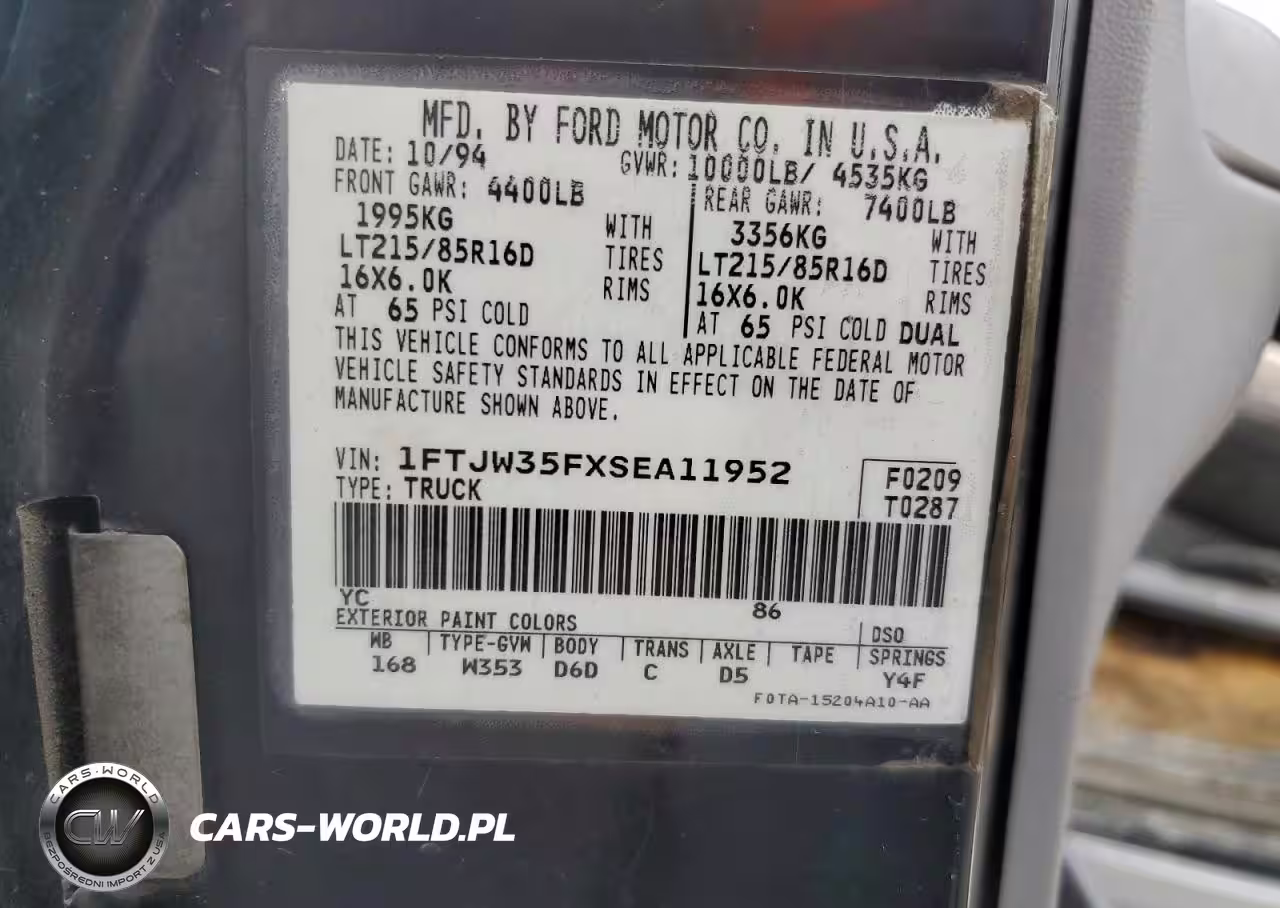 MFD. BY FORD MOTOR CO. IN U.S.A.
DATE: 10/94 GVWR: 10000LB/ 4535KG
FRONT GAWR: 4400LB
1995KG WITH
LT215/85R16D TIRES
16X6.0K RIMS
AT 65 PSI COLD
REAR GAWR: 7400LB
3356KG WITH
LT215/85R16D TIRES
16X6.0K RIMS
AT 65 PSI COLD DUAL
THIS VEHICLE CONFORMS TO ALL APPLICABLE FEDERAL MOTOR
VEHICLE SAFETY STANDARDS IN EFFECT ON THE DATE OF
MANUFACTURE SHOWN ABOVE.
VIN: 1FTJW35FXSEA11952
TYPE: TRUCK
F0209
T0287
YC 86
EXTERIOR PAINT COLORS DSO
WB TYPE-GVW BODY TRANS AXLE TAPE SPRINGS
168 W353 D6D C D5 Y4F
F0TA-15204A10-AA
CARS-WORLD
CW
BEZPOŚREDNI IMPORT Z USA
CARS-WORLD.PL